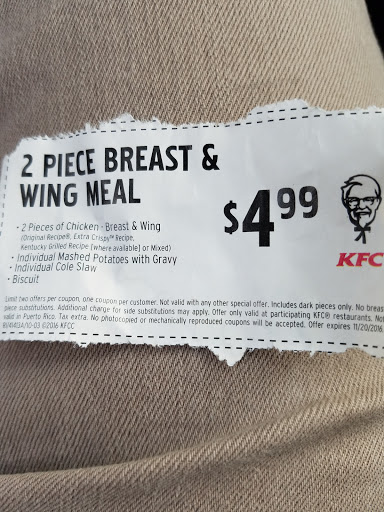 2 PIECE BREAST &
WING MEAL
$4.99
KFC
• 2 Pieces of Chicken - Breast & Wing
(Original Recipe®, Extra Crispy™ Recipe,
Kentucky Grilled Recipe [where available] or Mixed)
• Individual Mashed Potatoes with Gravy
• Individual Cole Slaw
• Biscuit
Limit two offers per coupon, one coupon per customer. Not valid with any other special offer. Includes dark pieces only. No breast
piece substitutions. Additional charge for side substitutions may apply. Offer only valid at participating KFC® restaurants. Not
valid in Puerto Rico. Tax extra. No photocopied or mechanically reproduced coupons will be accepted. Offer expires 11/20/2016
©2016 KFCC